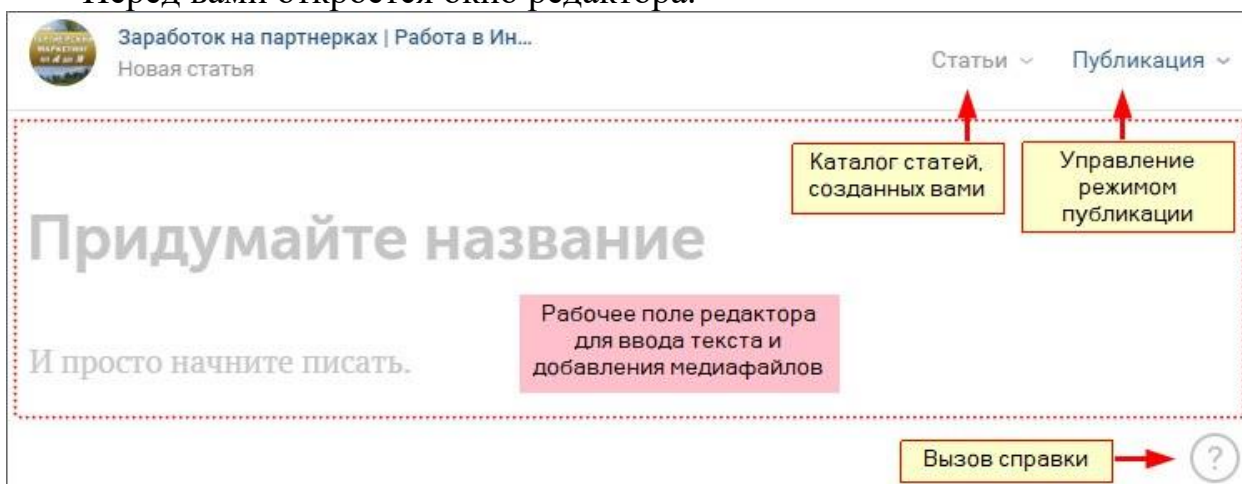 Перед вами откроется окно редактора.
Заработок на партнерках | Работа в Ин...
Новая статья
Статьи
Публикация
Каталог статей,
созданных вами
Управление
режимом
публикации
Придумайте название
Рабочее поле редактора
для ввода текста и
добавления медиафайлов
И просто начните писать.
Вызов справки
?